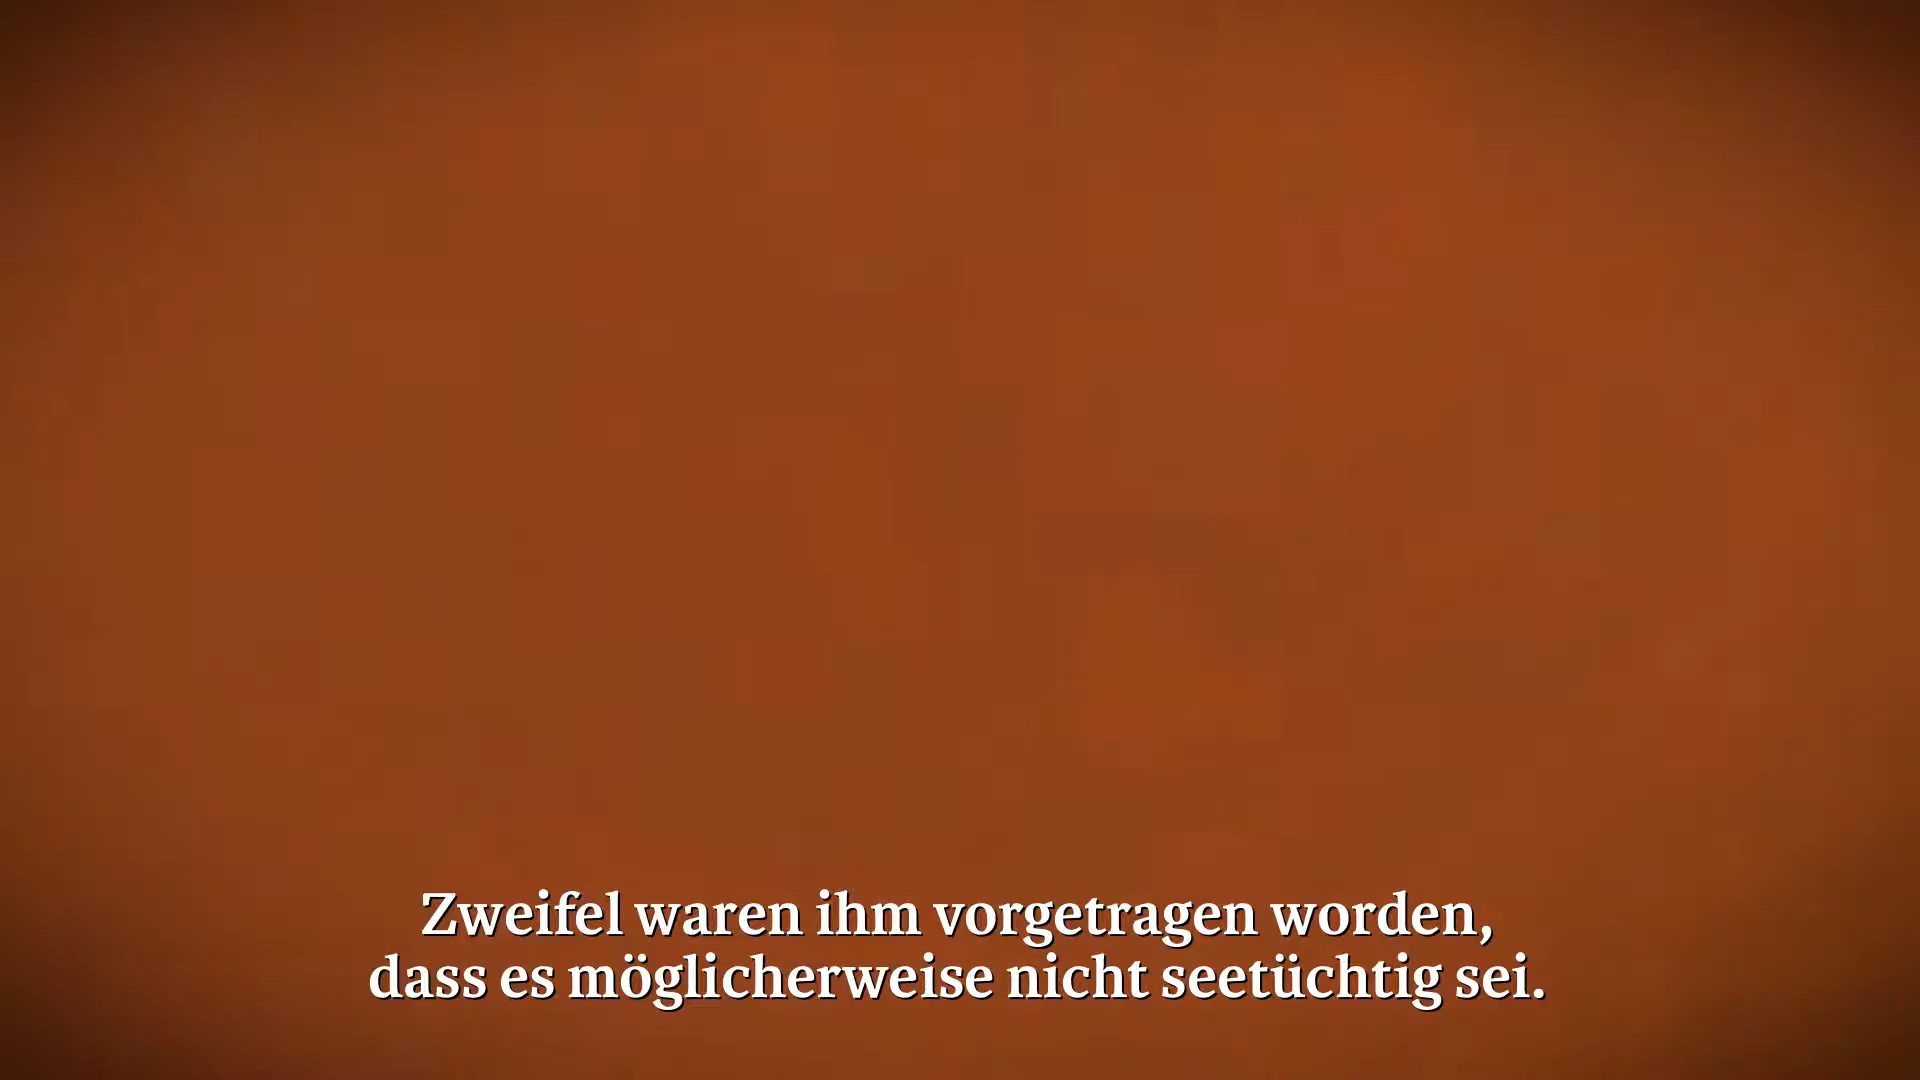 Zweifel waren ihm vorgetragen worden,
dass es möglicherweise nicht seetüchtig sei.